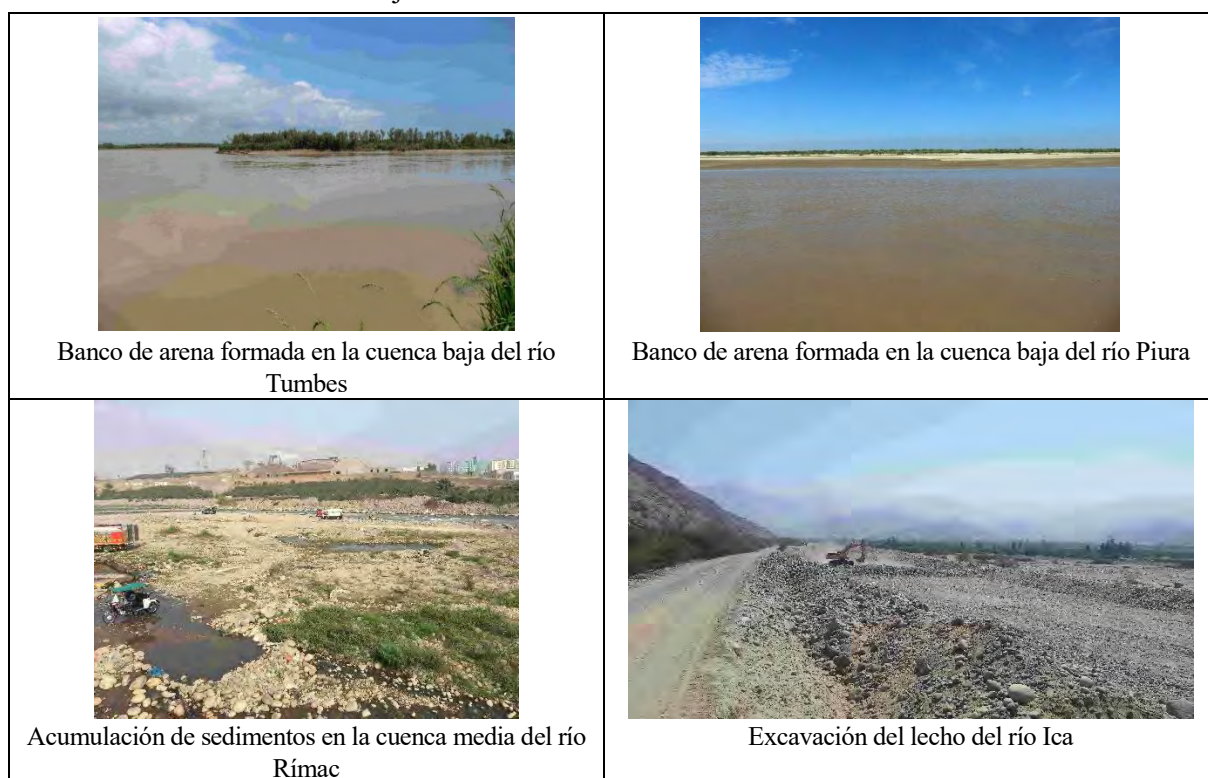 Banco de arena formada en la cuenca baja del río
Tumbes
Banco de arena formada en la cuenca baja del río Piura
Acumulación de sedimentos en la cuenca media del río
Rímac
Excavación del lecho del río Ica